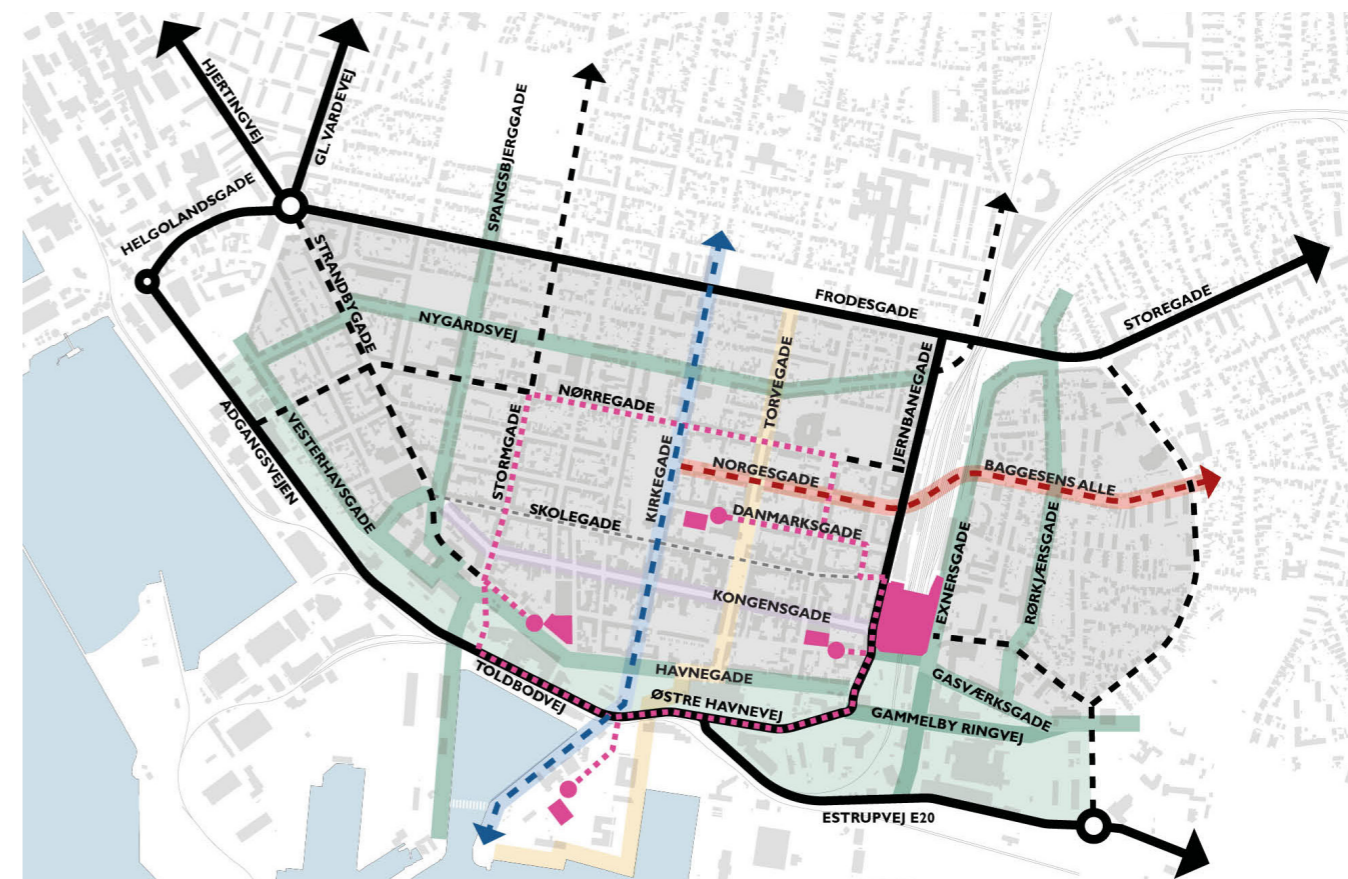 HJERTINGVEJ
GL. VARDEVEJ
SPANGSBJERGGADE
HELGOLANDSGADE
STRANDBYGADE
FRODESGADE
STOREGADE
NYGÅRDSVEJ
TORVEGADE
JERNBANEGADE
NØRREGADE
ADGANGSVEJEN
VESTERHAVSGADE
STORMGADE
KIRKEGADE
NORGESGADE
BAGGESENS ALLE
SKOLEGADE
DANMARKSGADE
EXNERSGADE
RØRKJÆRSGADE
KONGENSGADE
HAVNEGADE
TOLDBODVEJ
ØSTRE HAVNEVEJ
GASVÆRKSGADE
GAMMELBY RINGVEJ
ESTRUPVEJ E20